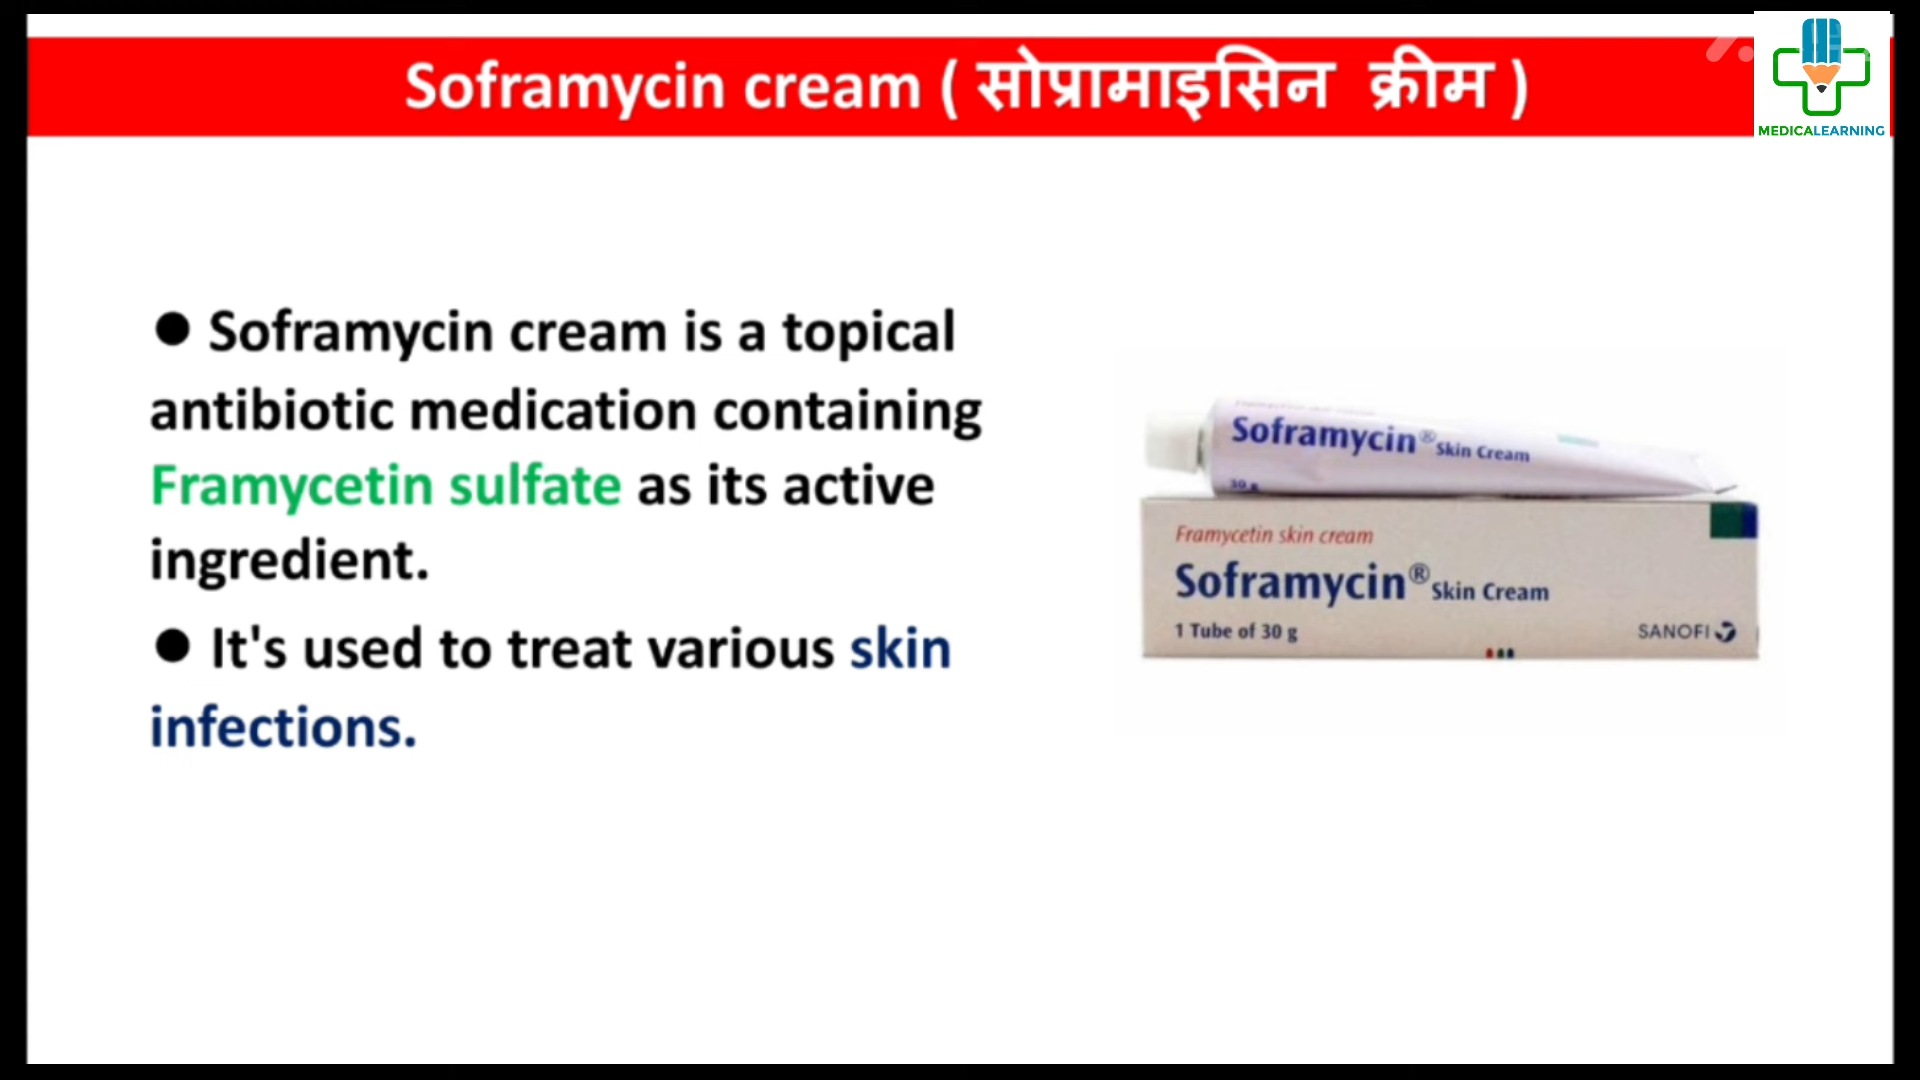 Soframycin cream ( सोप्रामाइसिन क्रीम )
MEDICALEARNING
● Soframycin cream is a topical
antibiotic medication containing
Framycetin sulfate as its active
ingredient.
● It's used to treat various skin
infections.
Soframycin® Skin Cream
30 g
Framycetin skin cream
Soframycin® Skin Cream
1 Tube of 30 g
SANOFI